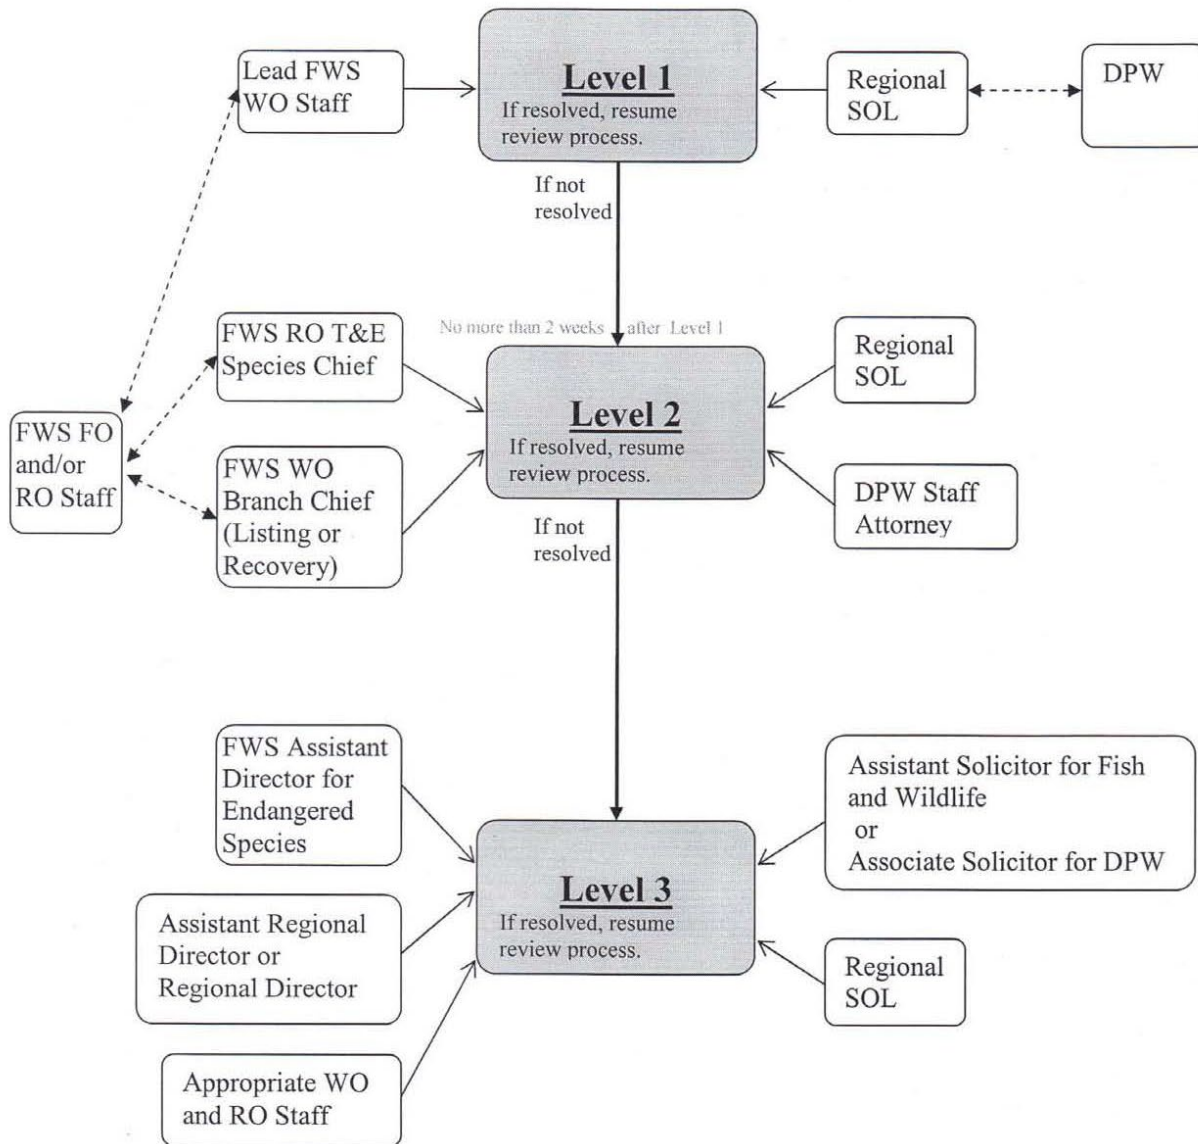 Lead FWS
WO Staff
Level 1
If resolved, resume
review process.
Regional
SOL
DPW
If not
resolved
No more than 2 weeks after Level 1
FWS RO T&E
Species Chief
FWS FO
and/or
RO Staff
FWS WO
Branch Chief
(Listing or
Recovery)
Level 2
If resolved, resume
review process.
Regional
SOL
DPW Staff
Attorney
If not
resolved
FWS Assistant
Director for
Endangered
Species
Assistant Regional
Director or
Regional Director
Appropriate WO
and RO Staff
Level 3
If resolved, resume
review process.
Assistant Solicitor for Fish
and Wildlife
or
Associate Solicitor for DPW
Regional
SOL